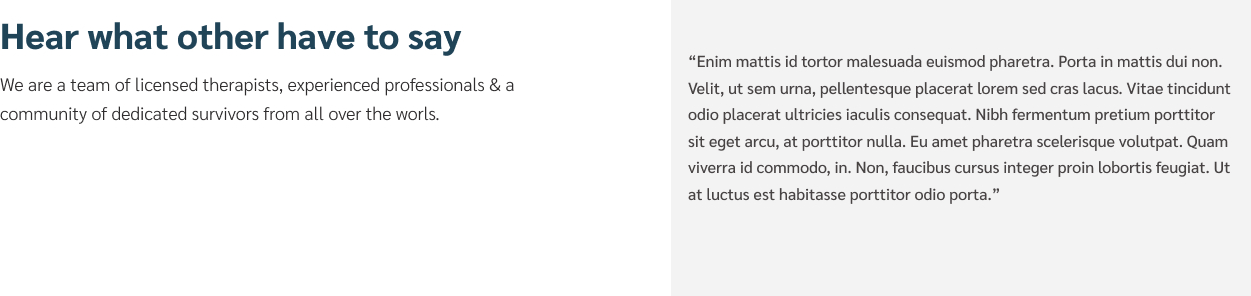 Hear what other have to say
We are a team of licensed therapists, experienced professionals & a
community of dedicated survivors from all over the worls.
“Enim mattis id tortor malesuada euismod pharetra. Porta in mattis dui non.
Velit, ut sem urna, pellentesque placerat lorem sed cras lacus. Vitae tincidunt
odio placerat ultricies iaculis consequat. Nibh fermentum pretium porttitor
sit eget arcu, at porttitor nulla. Eu amet pharetra scelerisque volutpat. Quam
viverra id commodo, in. Non, faucibus cursus integer proin lobortis feugiat. Ut
at luctus est habitasse porttitor odio porta.”